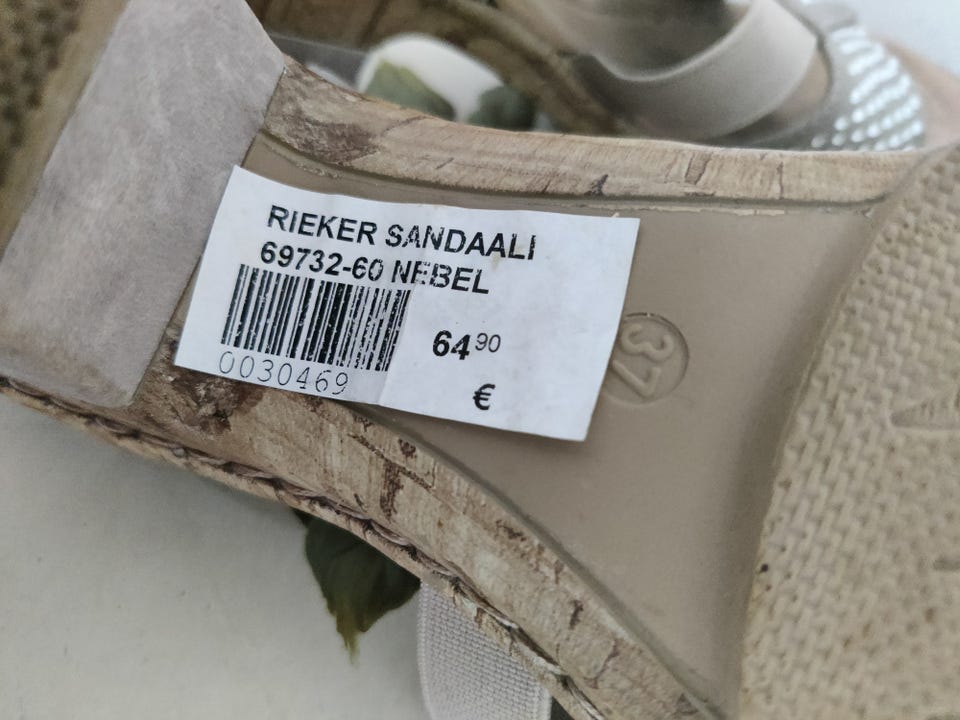 RIEKER SANDAALI
69732-60 NEBEL
64 90
€
0030469
37